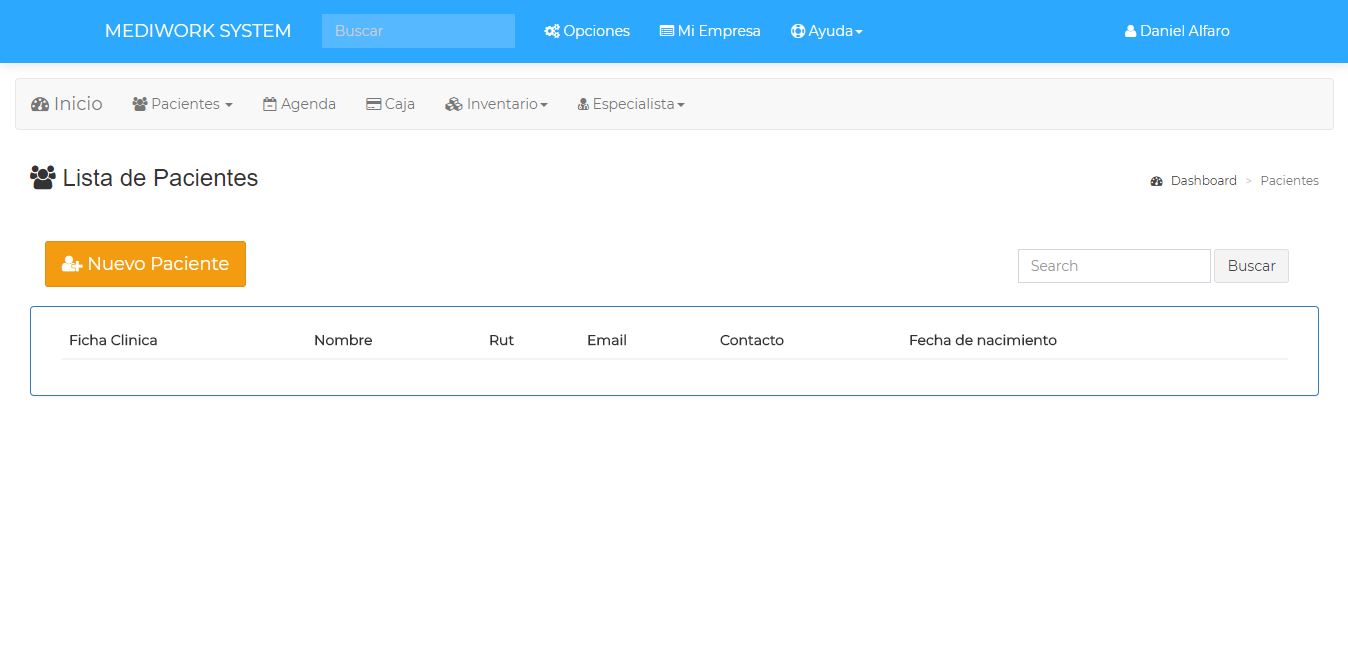 MEDIWORK SYSTEM Buscar Opciones Mi Empresa Ayuda Daniel Alfaro
Inicio Pacientes Agenda Caja Inventario Especialista
Lista de Pacientes
Dashboard > Pacientes
Nuevo Paciente
Search Buscar
Ficha Clinica Nombre Rut Email Contacto Fecha de nacimiento